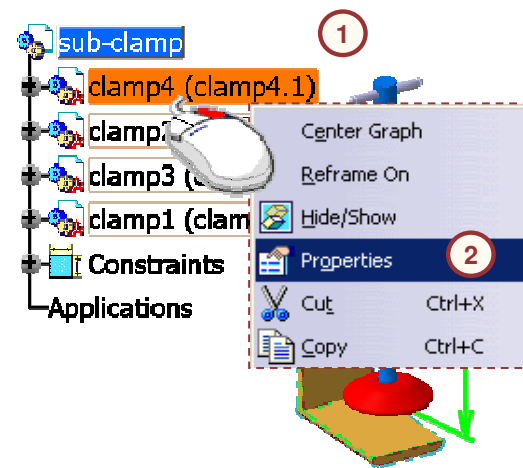 sub-clamp
1
clamp4 (clamp4.1)
clamp
clamp3 (
clamp1 (clam
Constraints
Applications
Center Graph
Reframe On
Hide/Show
Properties
2
Cut Ctrl+X
Copy Ctrl+C